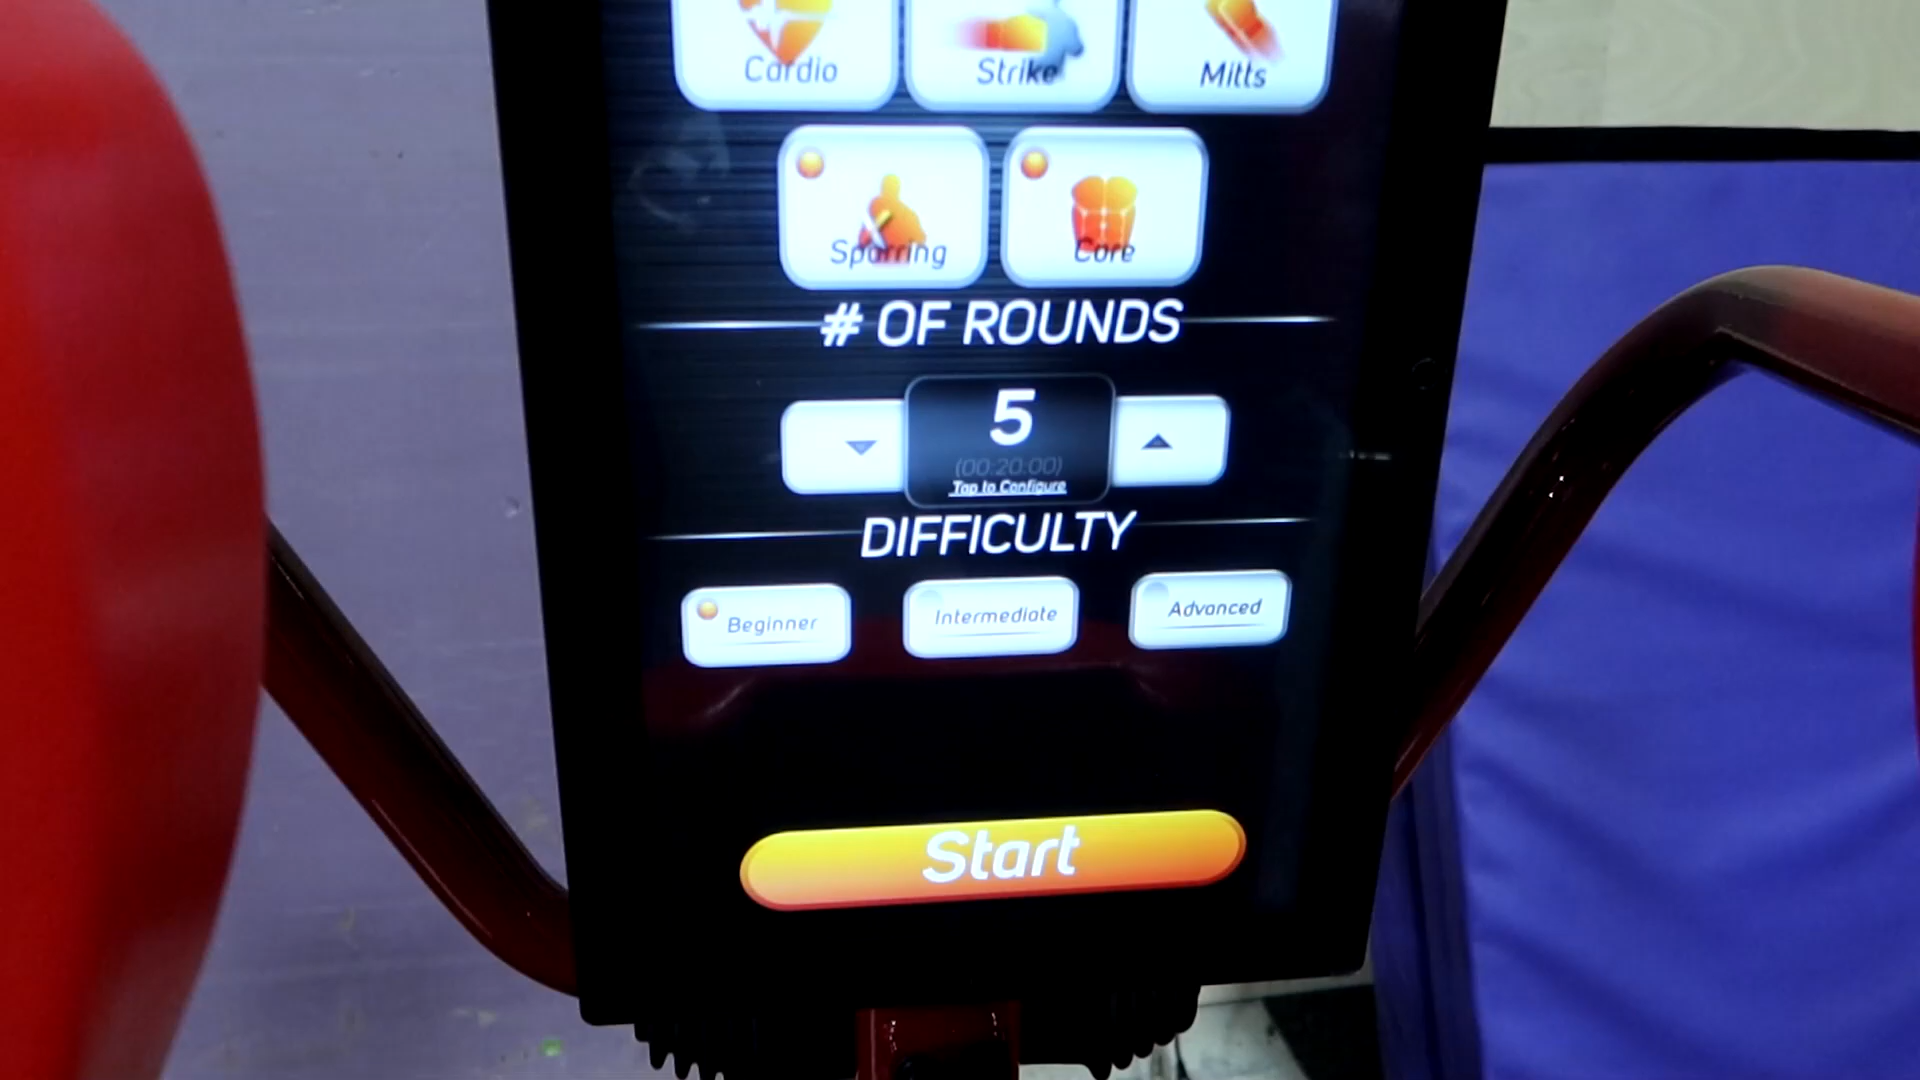 Cardio Strike Mitts
Sparring Core
# OF ROUNDS
5
(00:20:00)
Tap to Configure
DIFFICULTY
Beginner Intermediate Advanced
Start